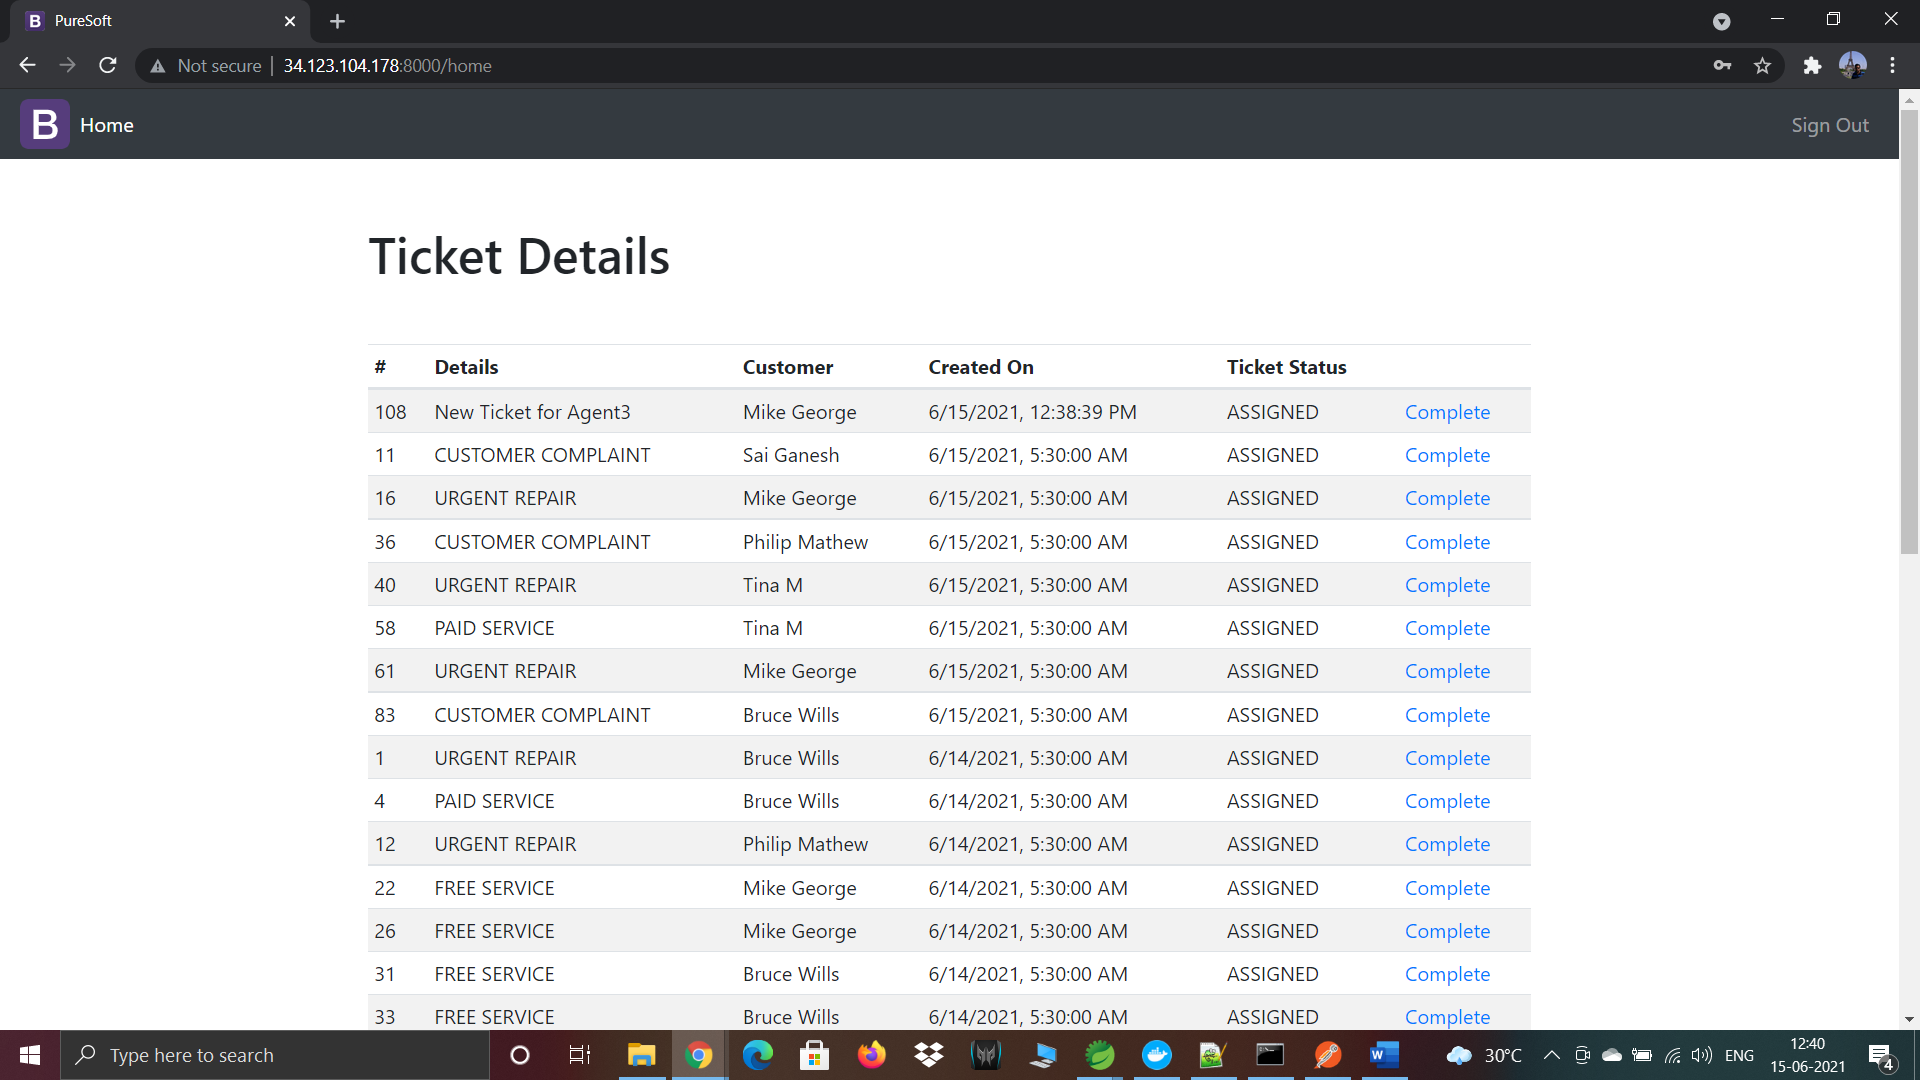 B PureSoft
Not secure 34.123.104.178:8000/home
B Home Sign Out
Ticket Details
# Details Customer Created On Ticket Status
108 New Ticket for Agent3 Mike George 6/15/2021, 12:38:39 PM ASSIGNED Complete
11 CUSTOMER COMPLAINT Sai Ganesh 6/15/2021, 5:30:00 AM ASSIGNED Complete
16 URGENT REPAIR Mike George 6/15/2021, 5:30:00 AM ASSIGNED Complete
36 CUSTOMER COMPLAINT Philip Mathew 6/15/2021, 5:30:00 AM ASSIGNED Complete
40 URGENT REPAIR Tina M 6/15/2021, 5:30:00 AM ASSIGNED Complete
58 PAID SERVICE Tina M 6/15/2021, 5:30:00 AM ASSIGNED Complete
61 URGENT REPAIR Mike George 6/15/2021, 5:30:00 AM ASSIGNED Complete
83 CUSTOMER COMPLAINT Bruce Wills 6/15/2021, 5:30:00 AM ASSIGNED Complete
1 URGENT REPAIR Bruce Wills 6/14/2021, 5:30:00 AM ASSIGNED Complete
4 PAID SERVICE Bruce Wills 6/14/2021, 5:30:00 AM ASSIGNED Complete
12 URGENT REPAIR Philip Mathew 6/14/2021, 5:30:00 AM ASSIGNED Complete
22 FREE SERVICE Mike George 6/14/2021, 5:30:00 AM ASSIGNED Complete
26 FREE SERVICE Mike George 6/14/2021, 5:30:00 AM ASSIGNED Complete
31 FREE SERVICE Bruce Wills 6/14/2021, 5:30:00 AM ASSIGNED Complete
33 FREE SERVICE Bruce Wills 6/14/2021, 5:30:00 AM ASSIGNED Complete
Type here to search 30°C ENG 12:40
15-06-2021 4